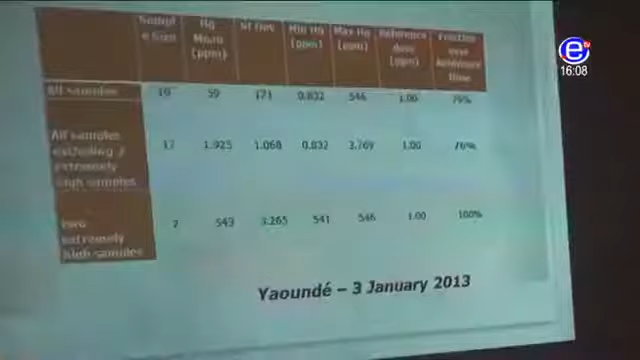 Sample Size Hg Mean (ppm) St Dev Min Hg (ppm) Max Hg (ppm) Reference dose (ppm) Fraction over Reference Dose
All samples 19 59 171 0.832 546 1.00 79%
All samples excluding 2 extremely high samples 17 1.925 1.068 0.832 3.769 1.00 76%
Two extremely high samples 2 543 3.265 541 546 1.00 100%
Yaoundé – 3 January 2013
e
16:08